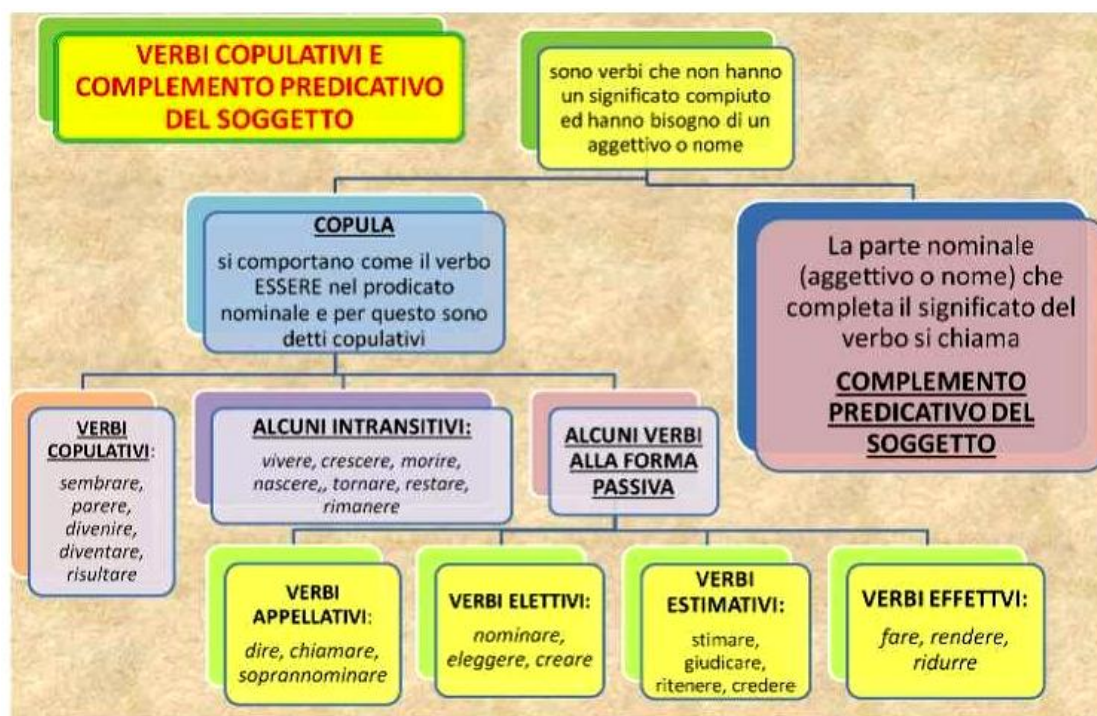 VERBI COPULATIVI E
COMPLEMENTO PREDICATIVO
DEL SOGGETTO
sono verbi che non hanno
un significato compiuto
ed hanno bisogno di un
aggettivo o nome
COPULA
si comportano come il verbo
ESSERE nel prodicato
nominale e per questo sono
detti copulativi
La parte nominale
(aggettivo o nome) che
completa il significato del
verbo si chiama
COMPLEMENTO
PREDICATIVO DEL
SOGGETTO
VERBI
COPULATIVI:
sembrare,
parere,
divenire,
diventare,
risultare
ALCUNI INTRANSITIVI:
vivere, crescere, morire,
nascere,, tornare, restare,
rimanere
ALCUNI VERBI
ALLA FORMA
PASSIVA
VERBI
APPELLATIVI:
dire, chiamare,
soprannominare
VERBI ELETTIVI:
nominare,
eleggere, creare
VERBI
ESTIMATIVI:
stimare,
giudicare,
ritenere, credere
VERBI EFFETTVI:
fare, rendere,
ridurre